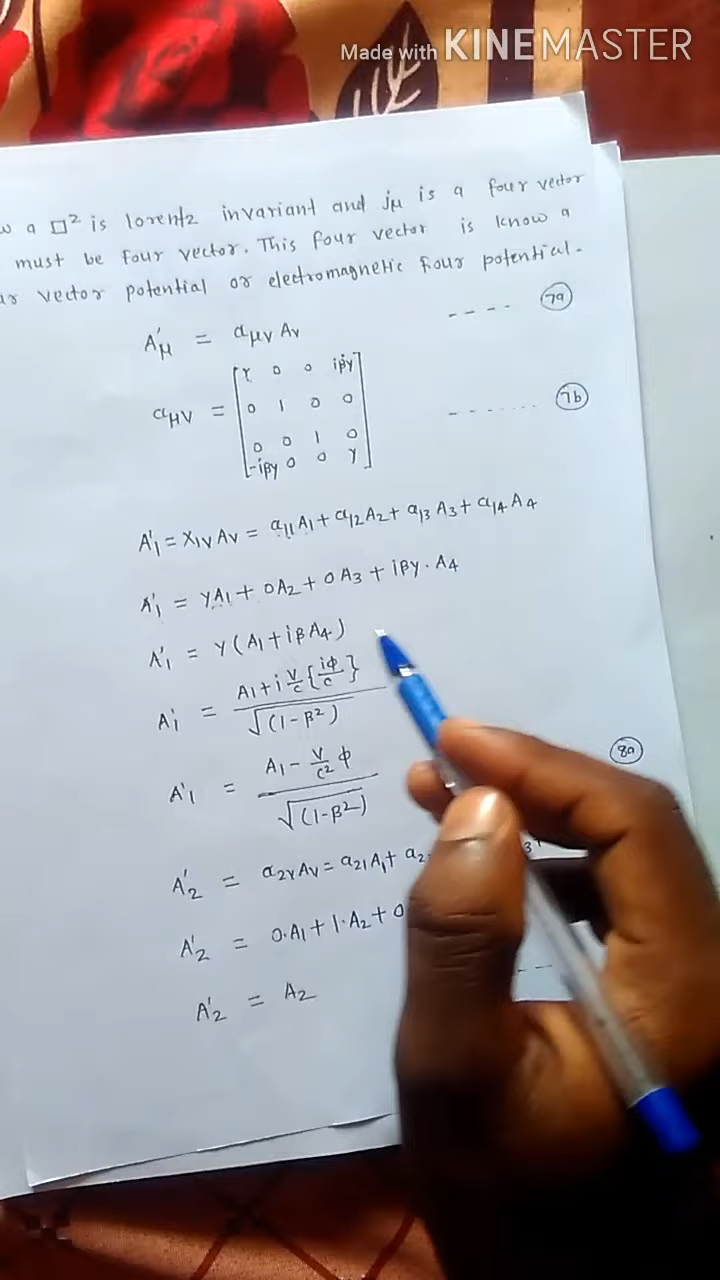 Made with KINEMASTER
w a □² is lorentz invariant and jμ is a four vector
must be four vector. This four vector is know a
ur vector potential or electromagnetic four potential.
A'μ = aμν Aν ---- (7a)
aμν = [γ 0 0 iβγ
0 1 0 0
0 0 1 0
-iβγ 0 0 γ] ------- (7b)
A'1 = x1ν Aν = a11 A1 + a12 A2 + a13 A3 + a14 A4
A'1 = γA1 + 0A2 + 0A3 + iβγ · A4
A'1 = γ(A1 + iβA4)
A'1 = A1 + i v/c {iϕ/c} / √(1-β²)
A'1 = A1 - v/c² ϕ / √(1-β²) (8a)
A'2 = a2γ Aν = a21 A1 + a2
A'2 = 0·A1 + 1·A2 + 0
A'2 = A2